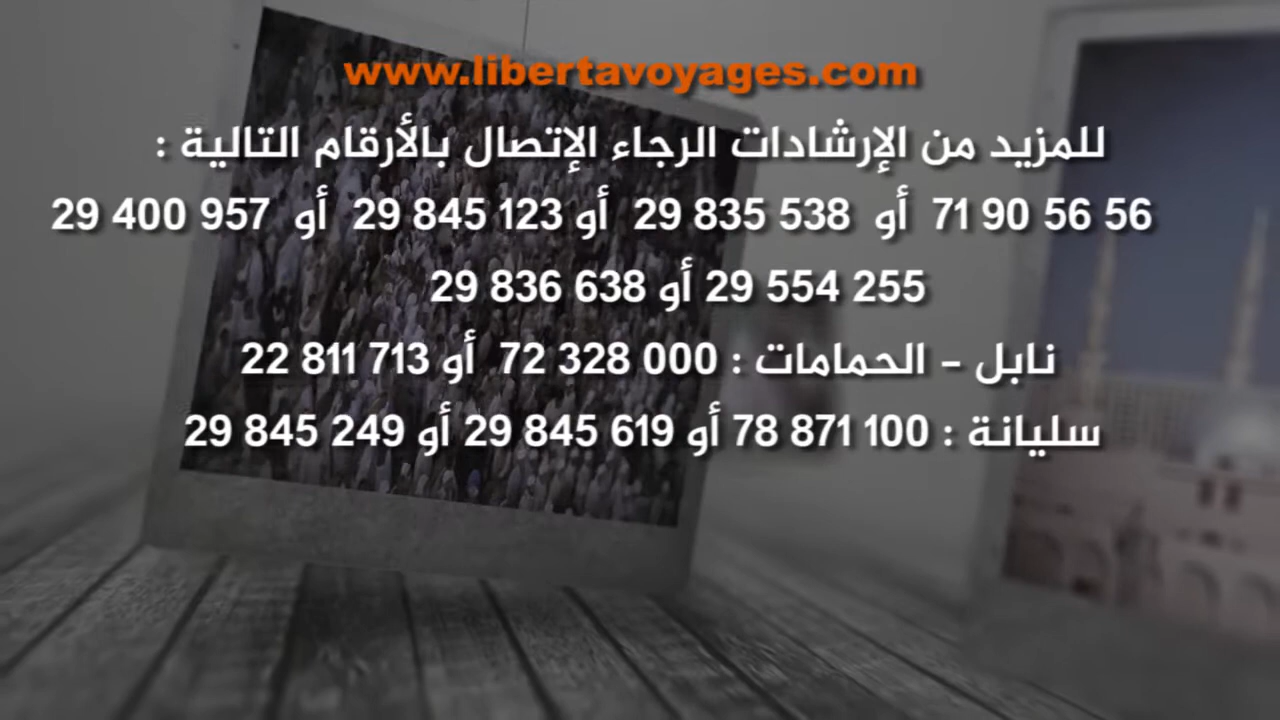 www.libertavoyages.com
للمزيد من الإرشادات الرجاء الإتصال بالأرقام التالية :
71 90 56 56 أو 29 835 538 أو 29 845 123 أو 29 400 957
29 554 255 أو 29 836 638
نابل - الحمامات : 72 328 000 أو 22 811 713
سليانة : 78 871 100 أو 29 845 619 أو 29 845 249